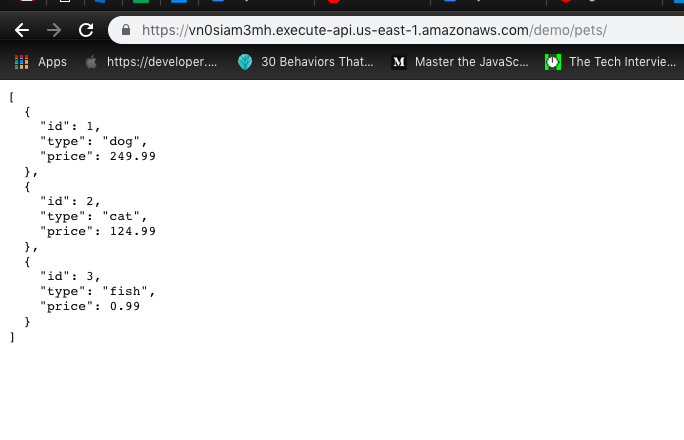 https://vn0siam3mh.execute-api.us-east-1.amazonaws.com/demo/pets/
Apps https://developer.... 30 Behaviors That... M Master the JavaSc... The Tech Intervie...
[
  {
    "id": 1,
    "type": "dog",
    "price": 249.99
  },
  {
    "id": 2,
    "type": "cat",
    "price": 124.99
  },
  {
    "id": 3,
    "type": "fish",
    "price": 0.99
  }
]